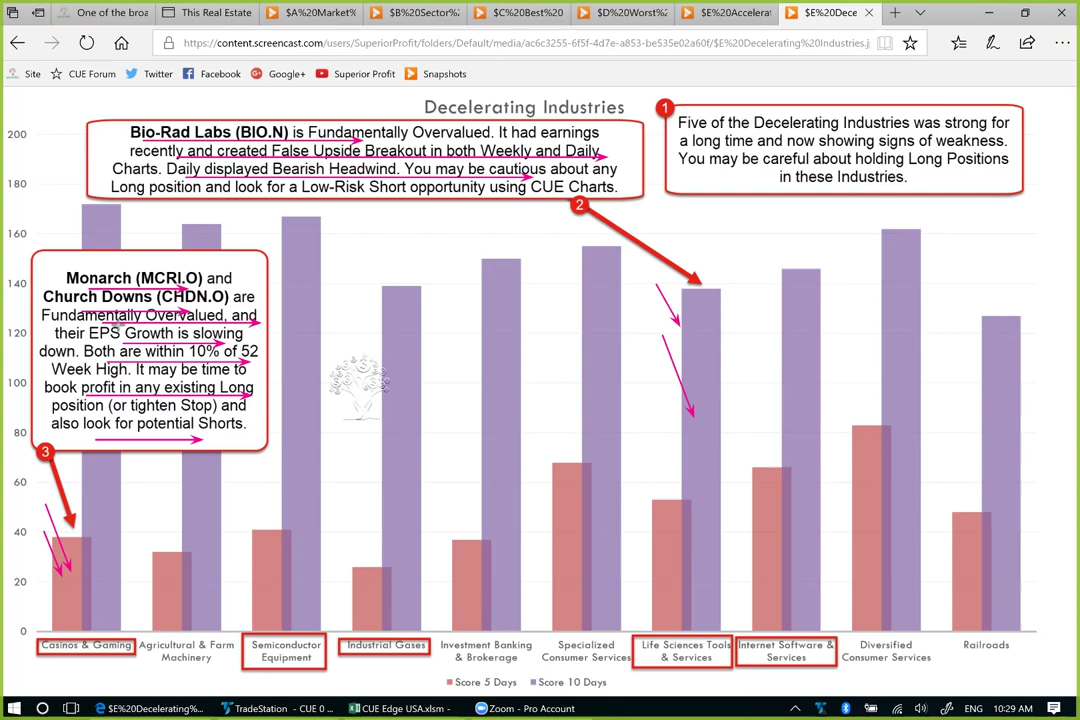 One of the broa
This Real Estate
$A%20Market%
$B%20Sector%2
$C%20Best%20
$D%20Worst%2
$E%20Accelerat
$E%20Dece
https://content.screencast.com/users/SuperiorProfit/folders/Default/media/ac6c3255-6f5f-4d7e-a853-be535e02a60f/$E%20Decelerating%20Industries.j
Site
CUE Forum
Twitter
Facebook
Google+
Superior Profit
Snapshots
Decelerating Industries
Bio-Rad Labs (BIO.N) is Fundamentally Overvalued. It had earnings
recently and created False Upside Breakout in both Weekly and Daily
Charts. Daily displayed Bearish Headwind. You may be cautious about any
Long position and look for a Low-Risk Short opportunity using CUE Charts.
1
Five of the Decelerating Industries was strong for
a long time and now showing signs of weakness.
You may be careful about holding Long Positions
in these Industries.
2
Monarch (MCRI.O) and
Church Downs (CHDN.O) are
Fundamentally Overvalued, and
their EPS Growth is slowing
down. Both are within 10% of 52
Week High. It may be time to
book profit in any existing Long
position (or tighten Stop) and
also look for potential Shorts.
3
200
180
160
140
120
100
80
60
40
20
0
Casinos & Gaming
Agricultural & Farm
Machinery
Semiconductor
Equipment
Industrial Gases
Investment Banking
& Brokerage
Specialized
Consumer Services
Life Sciences Tools
& Services
Internet Software &
Services
Diversified
Consumer Services
Railroads
Score 5 Days
Score 10 Days
$E%20Decelerating%...
TradeStation - CUE 0 ...
CUE Edge USA.xlsm -
Zoom - Pro Account
ENG
10:29 AM